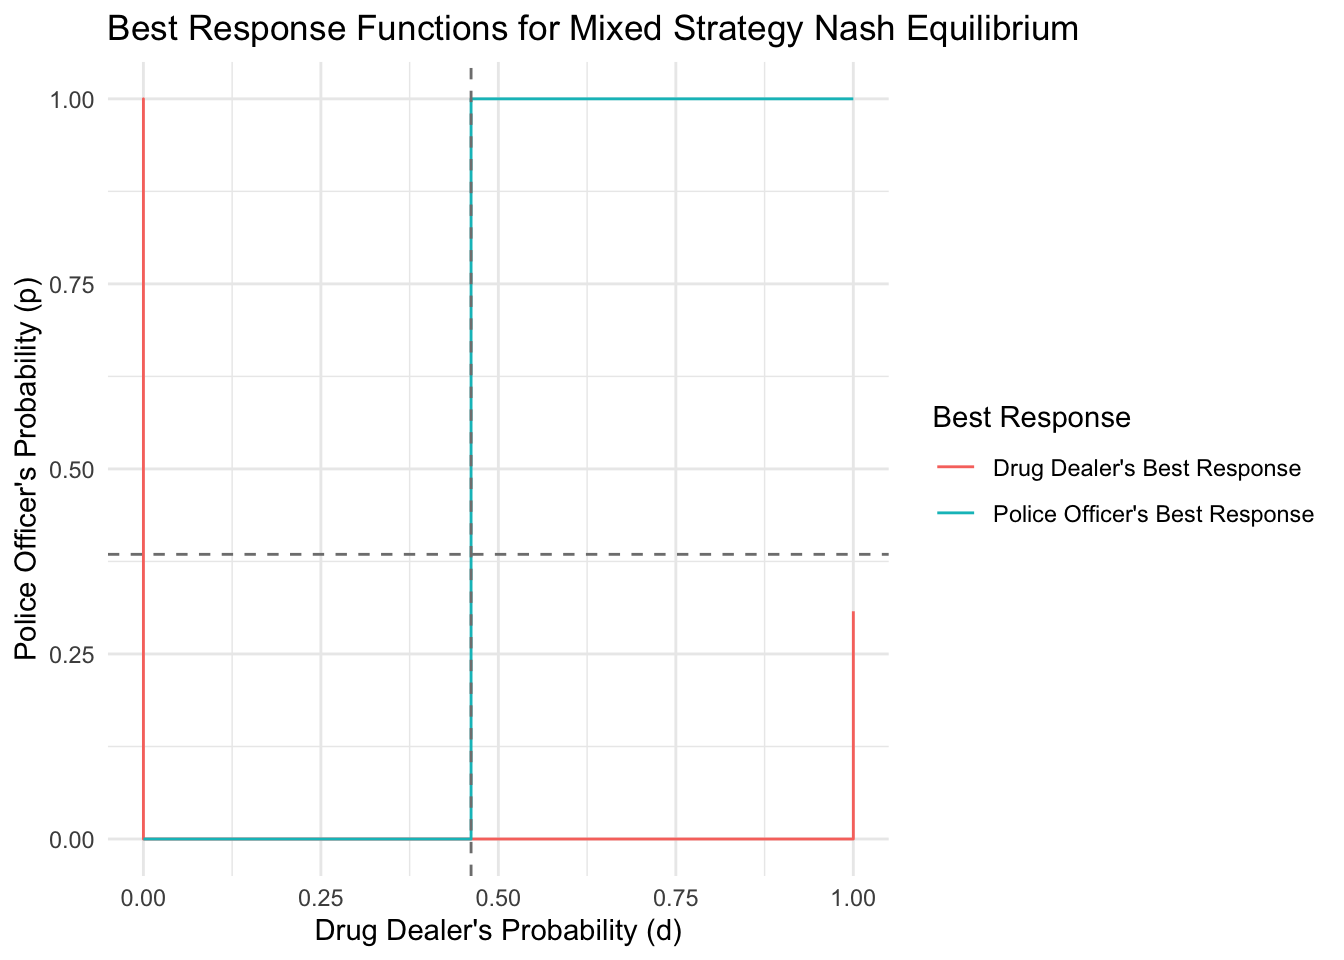 Best Response Functions for Mixed Strategy Nash Equilibrium
Police Officer's Probability (p)
1.00
0.75
0.50
0.25
0.00
0.00 0.25 0.50 0.75 1.00
Drug Dealer's Probability (d)
Best Response
Drug Dealer's Best Response
Police Officer's Best Response